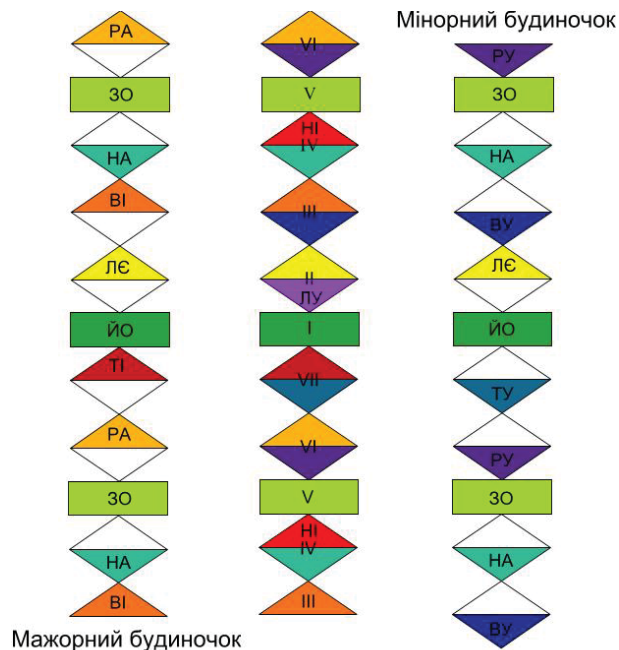 Мінорний будиночок
РА
VI
РУ
ЗО
V
ЗО
НА
НІ
IV
НА
ВІ
III
ВУ
ЛЄ
II
ЛУ
ЛЄ
ЙО
I
ЙО
ТІ
VII
ТУ
РА
VI
РУ
ЗО
V
ЗО
НА
НІ
IV
НА
ВІ
III
ВУ
Мажорний будиночок